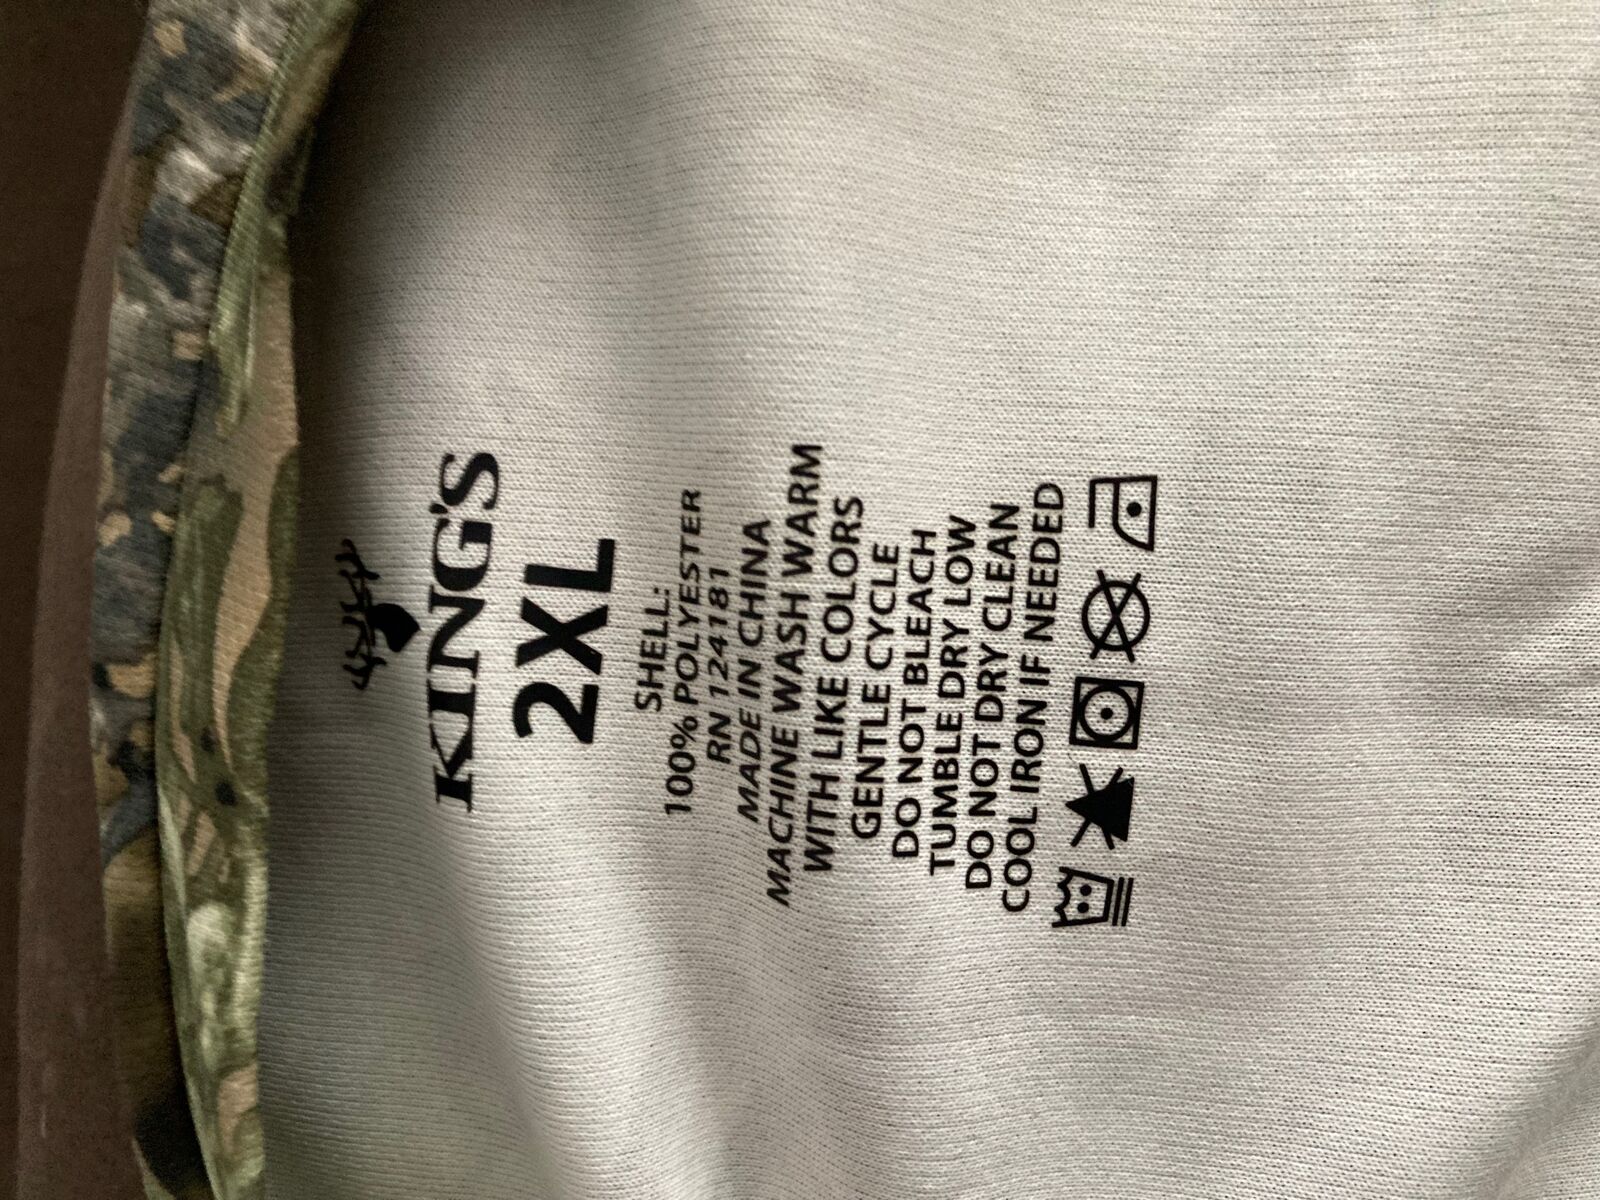 KING'S
2XL
SHELL:
100% POLYESTER
RN 124181
MADE IN CHINA
MACHINE WASH WARM
WITH LIKE COLORS
GENTLE CYCLE
DO NOT BLEACH
TUMBLE DRY LOW
DO NOT DRY CLEAN
COOL IRON IF NEEDED